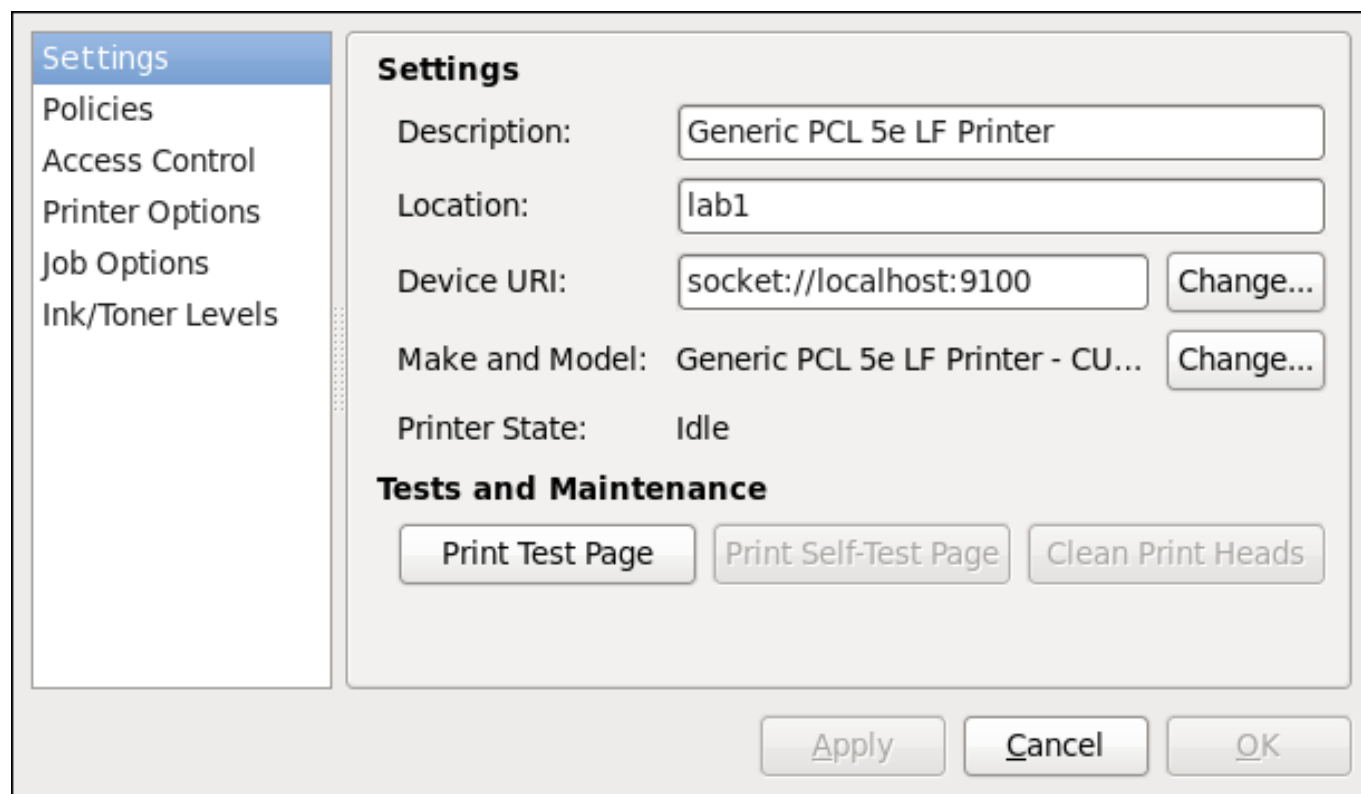 Settings
Policies
Access Control
Printer Options
Job Options
Ink/Toner Levels
Settings
Description: Generic PCL 5e LF Printer
Location: lab1
Device URI: socket://localhost:9100 Change...
Make and Model: Generic PCL 5e LF Printer - CU... Change...
Printer State: Idle
Tests and Maintenance
Print Test Page Print Self-Test Page Clean Print Heads
Apply Cancel OK